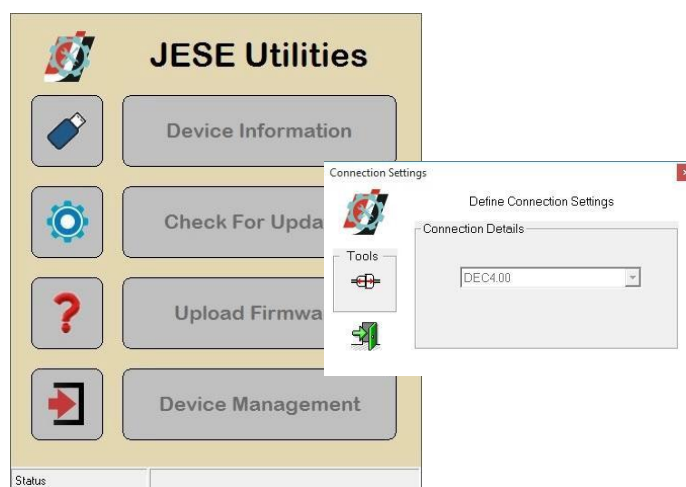 JESE Utilities
Device Information
Check For Upda
Upload Firmwa
Device Management
Status
Connection Settings
Define Connection Settings
Connection Details
Tools
DEC4.00